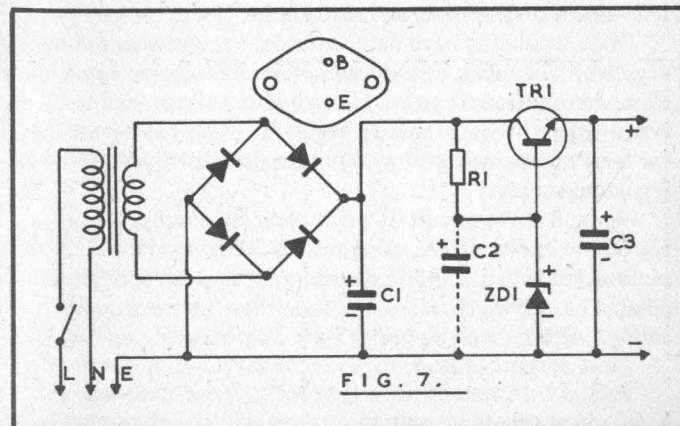 B
E
TR1
+
R1
+
C2
+
C3
+
C1
+
ZD1
L N E
FIG. 7.